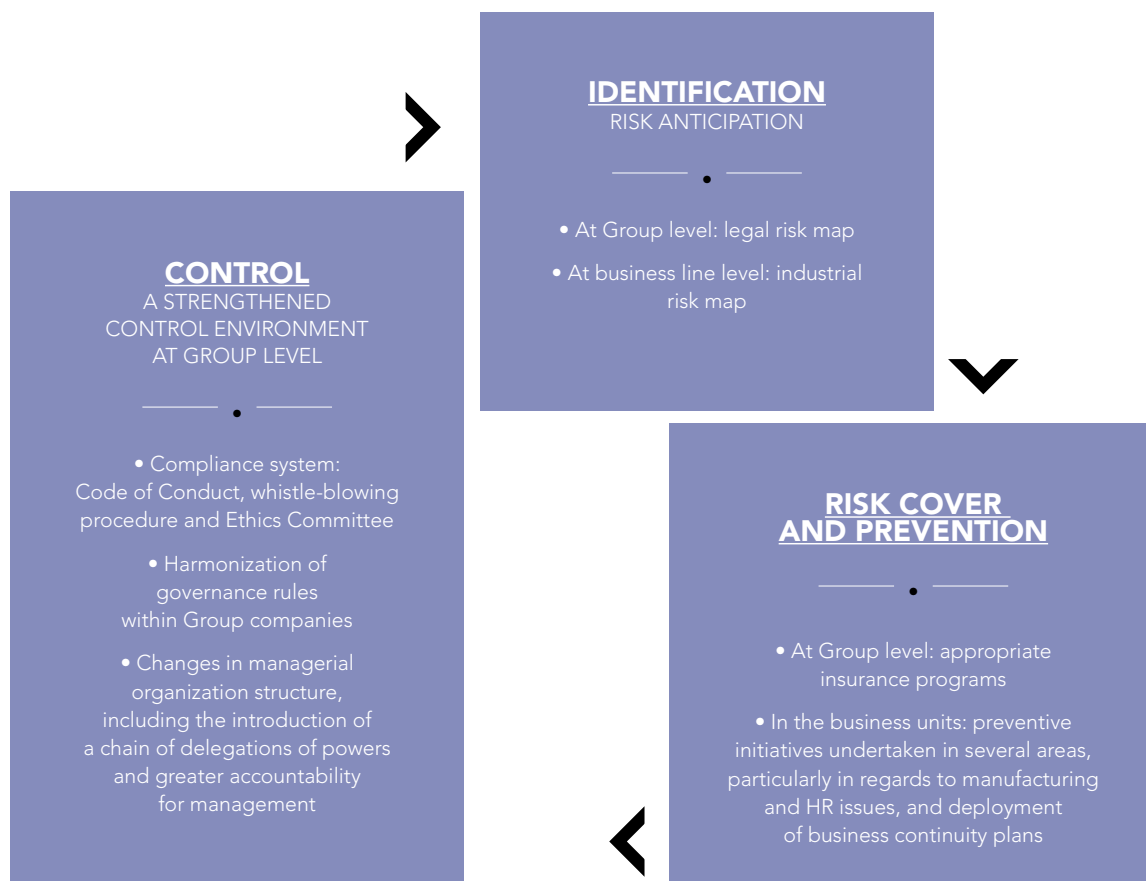 IDENTIFICATION
RISK ANTICIPATION
• At Group level: legal risk map
• At business line level: industrial
risk map
CONTROL
A STRENGTHENED
CONTROL ENVIRONMENT
AT GROUP LEVEL
• Compliance system:
Code of Conduct, whistle-blowing
procedure and Ethics Committee
• Harmonization of
governance rules
within Group companies
• Changes in managerial
organization structure,
including the introduction of
a chain of delegations of powers
and greater accountability
for management
RISK COVER
AND PREVENTION
• At Group level: appropriate
insurance programs
• In the business units: preventive
initiatives undertaken in several areas,
particularly in regards to manufacturing
and HR issues, and deployment
of business continuity plans